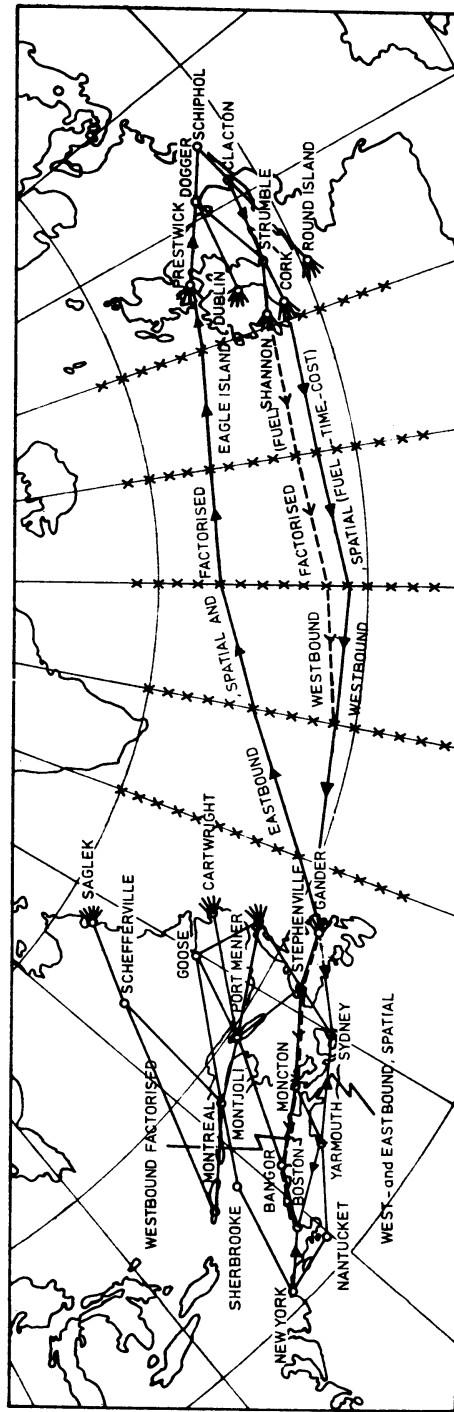 SAGLEK
SCHEFFERVILLE
GOOSE
CARTWRIGHT
PORT MENIER
WESTBOUND FACTORISED
MONTREAL
MONTJOLI
SHERBROOKE
BANGOR
MONCTON
STEPHENVILLE
GANDER
BOSTON
NEW YORK
NANTUCKET
YARMOUTH
SYDNEY
WEST- and EAST BOUND, SPATIAL
EASTBOUND
, SPATIAL AND FACTORISED
WESTBOUND FACTORISED (FUEL)
WESTBOUND , SPATIAL (FUEL - TIME-COST)
EAGLE ISLAND
PRESTWICK
DOGGER
SCHIPHOL
DUBLIN
CLACTON
SHANNON
STRUMBLE
CORK
ROUND ISLAND